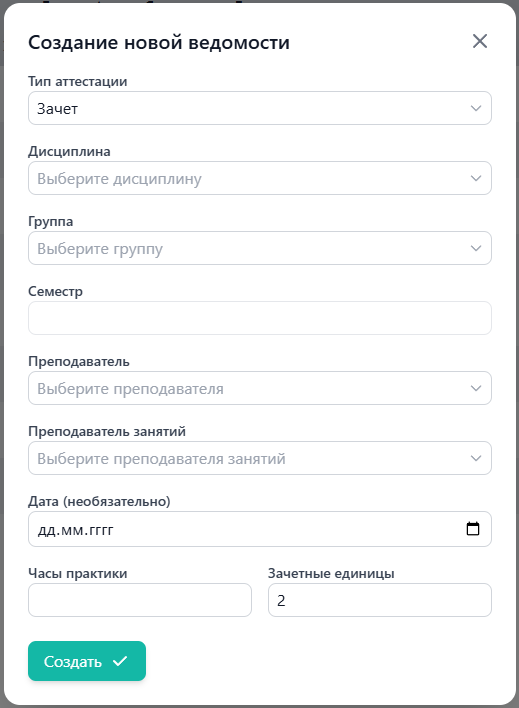 Создание новой ведомости
Тип аттестации
Зачет
Дисциплина
Выберите дисциплину
Группа
Выберите группу
Семестр
Преподаватель
Выберите преподавателя
Преподаватель занятий
Выберите преподавателя занятий
Дата (необязательно)
дд.мм.гггг
Часы практики Зачетные единицы
2
Создать